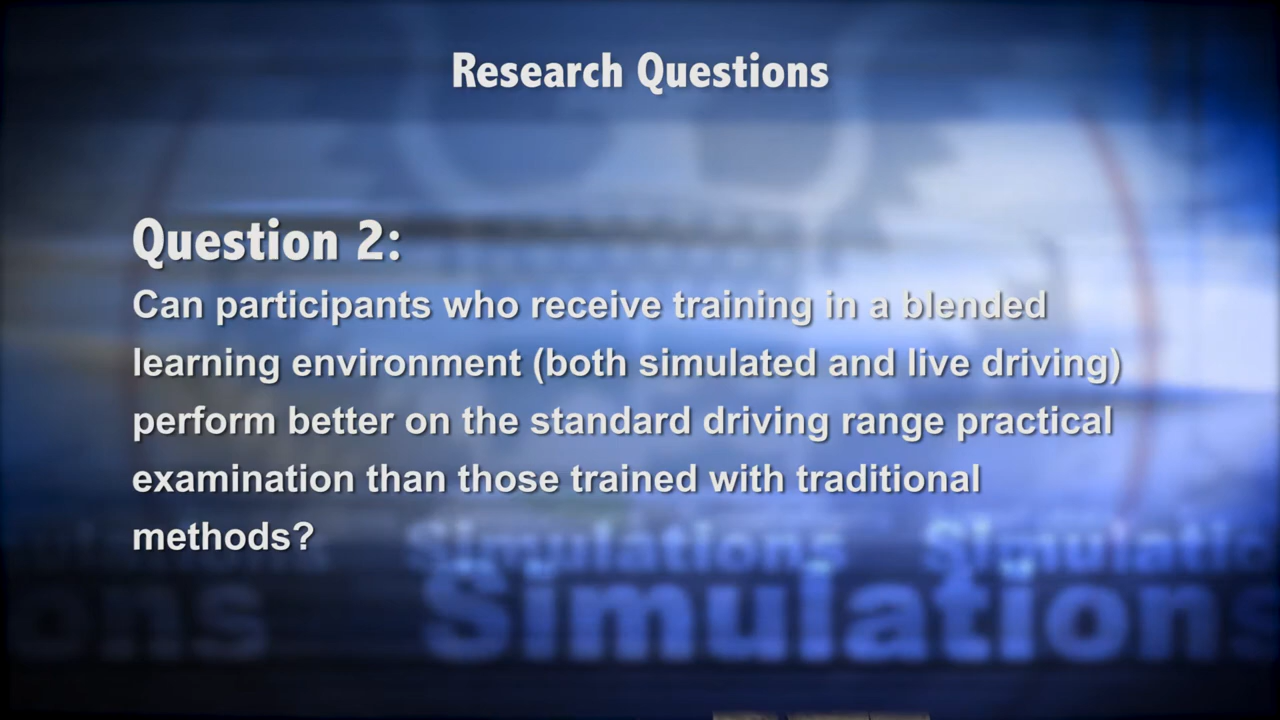 Research Questions
Question 2:
Can participants who receive training in a blended
learning environment (both simulated and live driving)
perform better on the standard driving range practical
examination than those trained with traditional
methods?
Simulations
Simulations